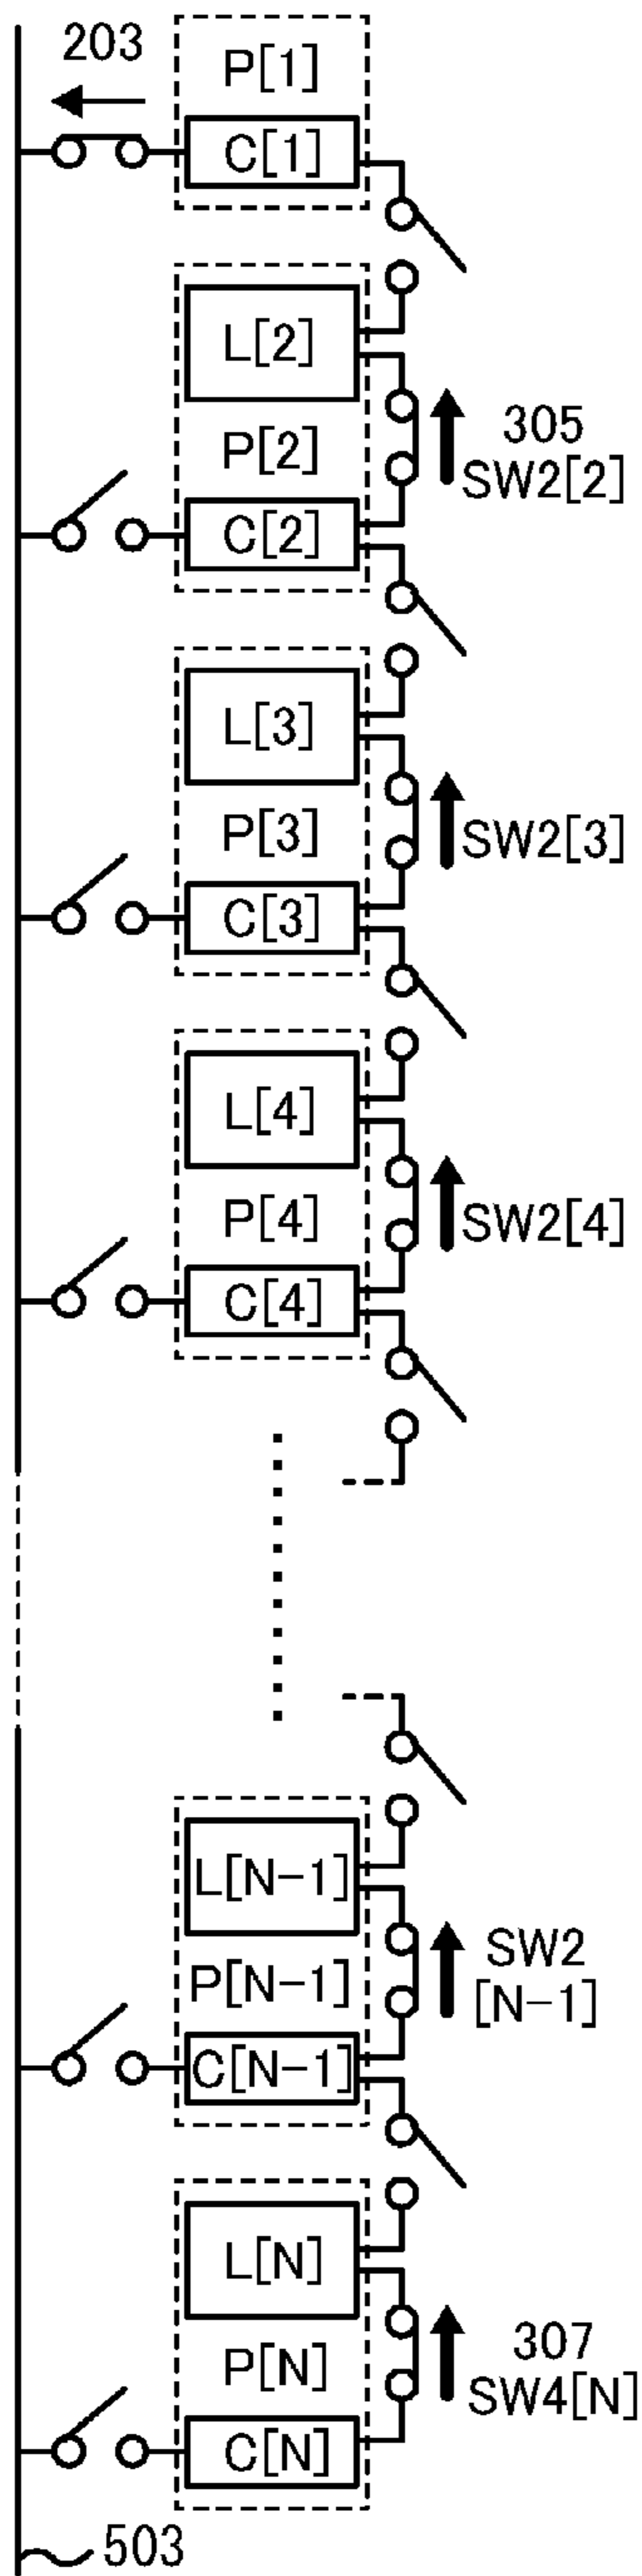 203
P[1]
C[1]
L[2]
P[2]
305
SW2[2]
C[2]
L[3]
P[3]
SW2[3]
C[3]
L[4]
P[4]
SW2[4]
C[4]
L[N-1]
P[N-1]
SW2
[N-1]
C[N-1]
L[N]
P[N]
307
SW4[N]
C[N]
503